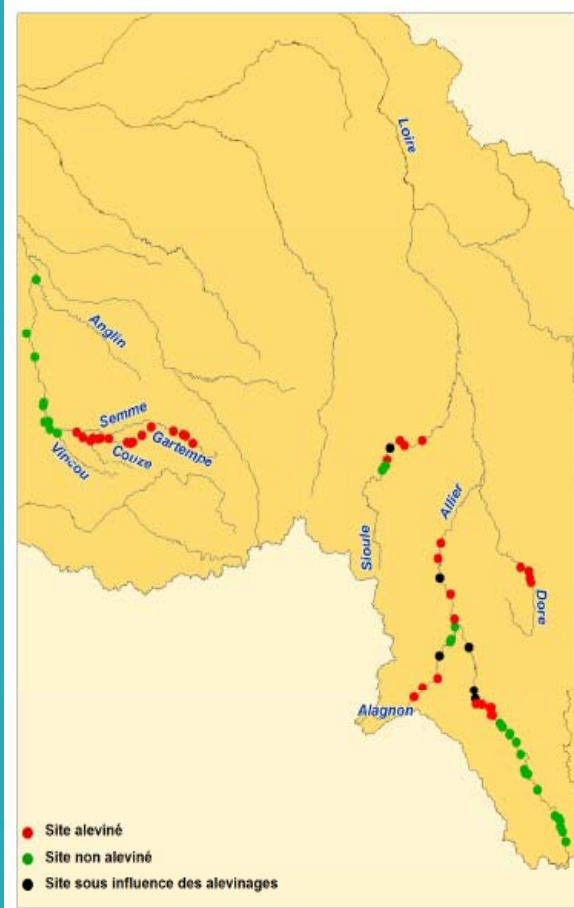 Loire
Anglin
Semme
Gartempe
Couze
Vincou
Allier
Sioule
Dore
Alagnon
Site aleviné
Site non aleviné
Site sous influence des alevinages